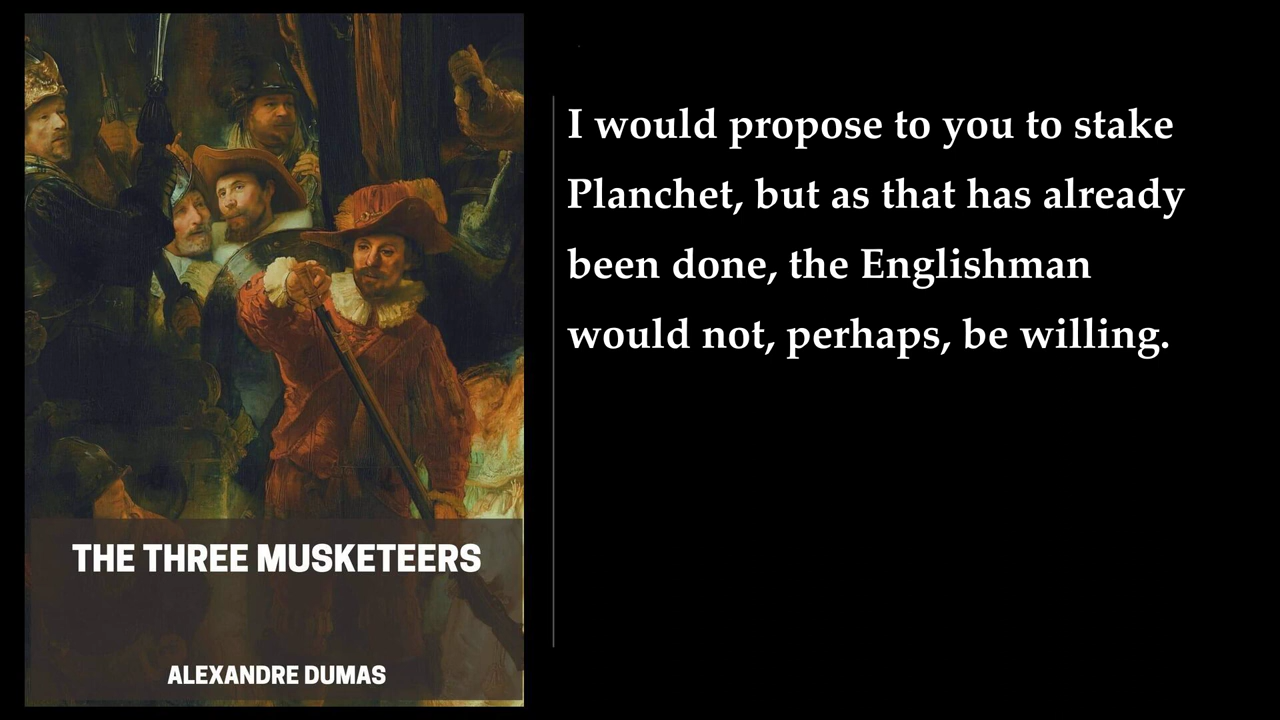 I would propose to you to stake
Planchet, but as that has already
been done, the Englishman
would not, perhaps, be willing.
THE THREE MUSKETEERS
ALEXANDRE DUMAS